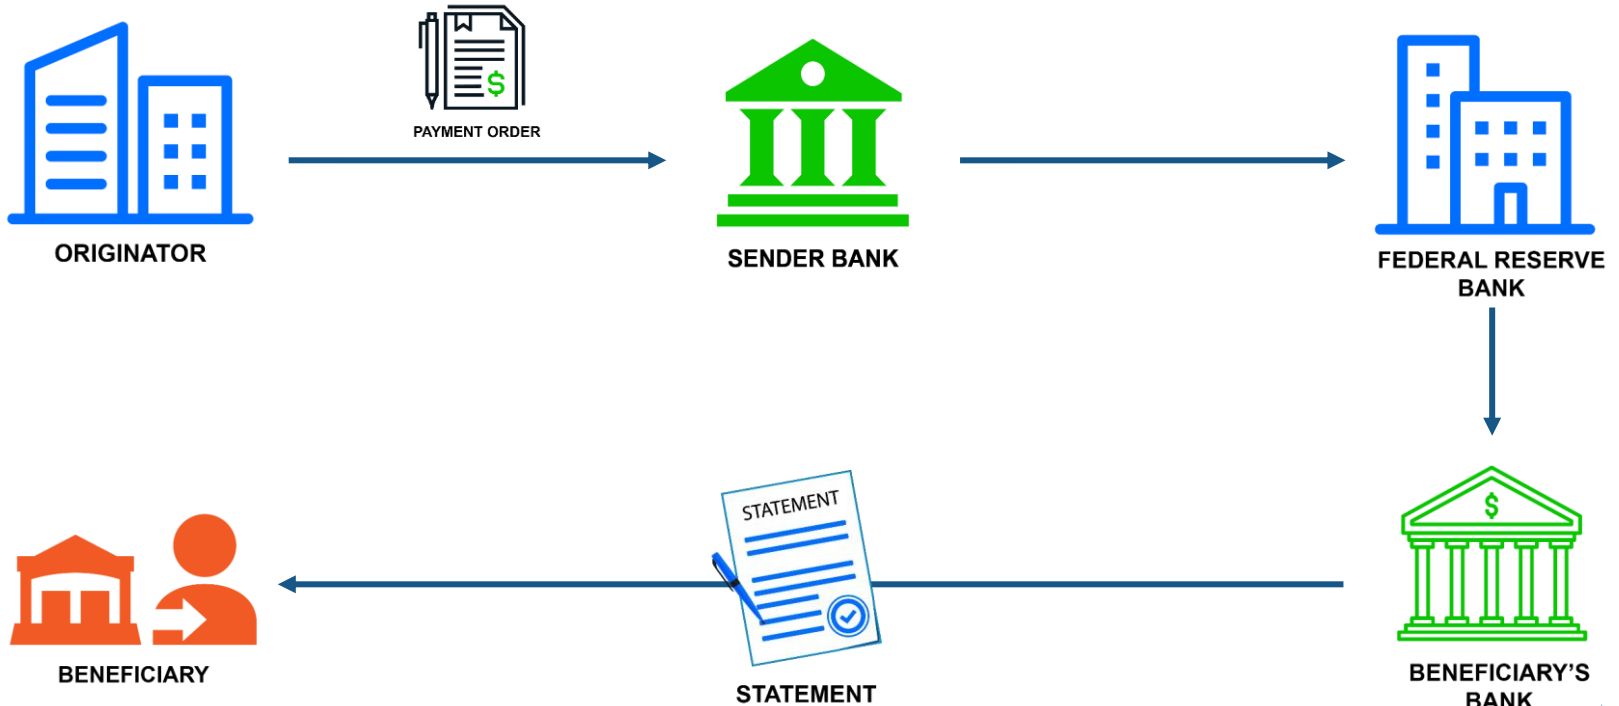 $
PAYMENT ORDER
ORIGINATOR
SENDER BANK
FEDERAL RESERVE
BANK
STATEMENT
$
BENEFICIARY
STATEMENT
BENEFICIARY’S
BANK